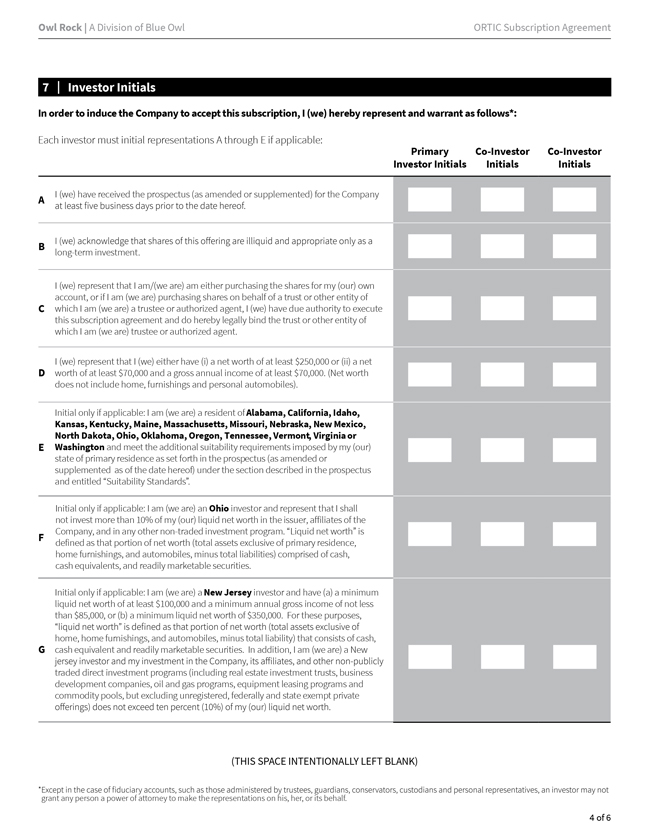 Owl Rock | A Division of Blue Owl
ORTIC Subscription Agreement
7 | Investor Initials
In order to induce the Company to accept this subscription, I (we) hereby represent and warrant as follows*:
Each investor must initial representations A through E if applicable:
Primary
Investor Initials
Co-Investor
Initials
Co-Investor
Initials
A
I (we) have received the prospectus (as amended or supplemented) for the Company
at least five business days prior to the date hereof.
B
I (we) acknowledge that shares of this offering are illiquid and appropriate only as a
long-term investment.
C
I (we) represent that I am/(we are) am either purchasing the shares for my (our) own
account, or if I am (we are) purchasing shares on behalf of a trust or other entity of
which I am (we are) a trustee or authorized agent, I (we) have due authority to execute
this subscription agreement and do hereby legally bind the trust or other entity of
which I am (we are) trustee or authorized agent.
D
I (we) represent that I (we) either have (i) a net worth of at least $250,000 or (ii) a net
worth of at least $70,000 and a gross annual income of at least $70,000. (Net worth
does not include home, furnishings and personal automobiles).
E
Initial only if applicable: I am (we are) a resident of Alabama, California, Idaho,
Kansas, Kentucky, Maine, Massachusetts, Missouri, Nebraska, New Mexico,
North Dakota, Ohio, Oklahoma, Oregon, Tennessee, Vermont, Virginia or
Washington and meet the additional suitability requirements imposed by my (our)
state of primary residence as set forth in the prospectus (as amended or
supplemented as of the date hereof) under the section described in the prospectus
and entitled “Suitability Standards”.
F
Initial only if applicable: I am (we are) an Ohio investor and represent that I shall
not invest more than 10% of my (our) liquid net worth in the issuer, affiliates of the
Company, and in any other non-traded investment program. “Liquid net worth” is
defined as that portion of net worth (total assets exclusive of primary residence,
home furnishings, and automobiles, minus total liabilities) comprised of cash,
cash equivalents, and readily marketable securities.
G
Initial only if applicable: I am (we are) a New Jersey investor and have (a) a minimum
liquid net worth of at least $100,000 and a minimum annual gross income of not less
than $85,000, or (b) a minimum liquid net worth of $350,000. For these purposes,
“liquid net worth” is defined as that portion of net worth (total assets exclusive of
home, home furnishings, and automobiles, minus total liability) that consists of cash,
cash equivalent and readily marketable securities. In addition, I am (we are) a New
jersey investor and my investment in the Company, its affiliates, and other non-publicly
traded direct investment programs (including real estate investment trusts, business
development companies, oil and gas programs, equipment leasing programs and
commodity pools, but excluding unregistered, federally and state exempt private
offerings) does not exceed ten percent (10%) of my (our) liquid net worth.
(THIS SPACE INTENTIONALLY LEFT BLANK)
*Except in the case of fiduciary accounts, such as those administered by trustees, guardians, conservators, custodians and personal representatives, an investor may not
grant any person a power of attorney to make the representations on his, her, or its behalf.
4 of 6